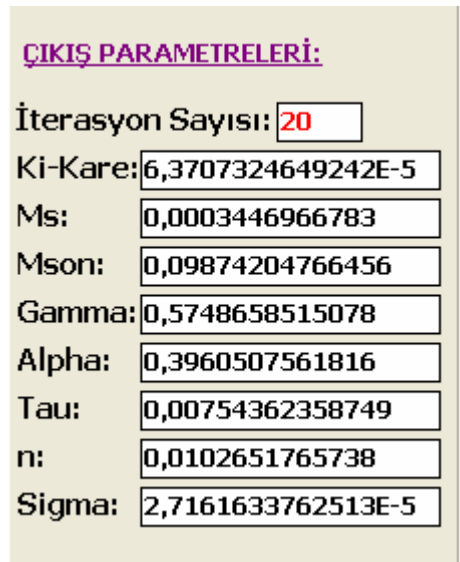 ÇIKIŞ PARAMETRELERİ:
İterasyon Sayısı: 20
Ki-Kare: 6,3707324649242E-5
Ms: 0,0003446966783
Mson: 0,09874204766456
Gamma: 0,5748658515078
Alpha: 0,3960507561816
Tau: 0,00754362358749
n: 0,0102651765738
Sigma: 2,7161633762513E-5